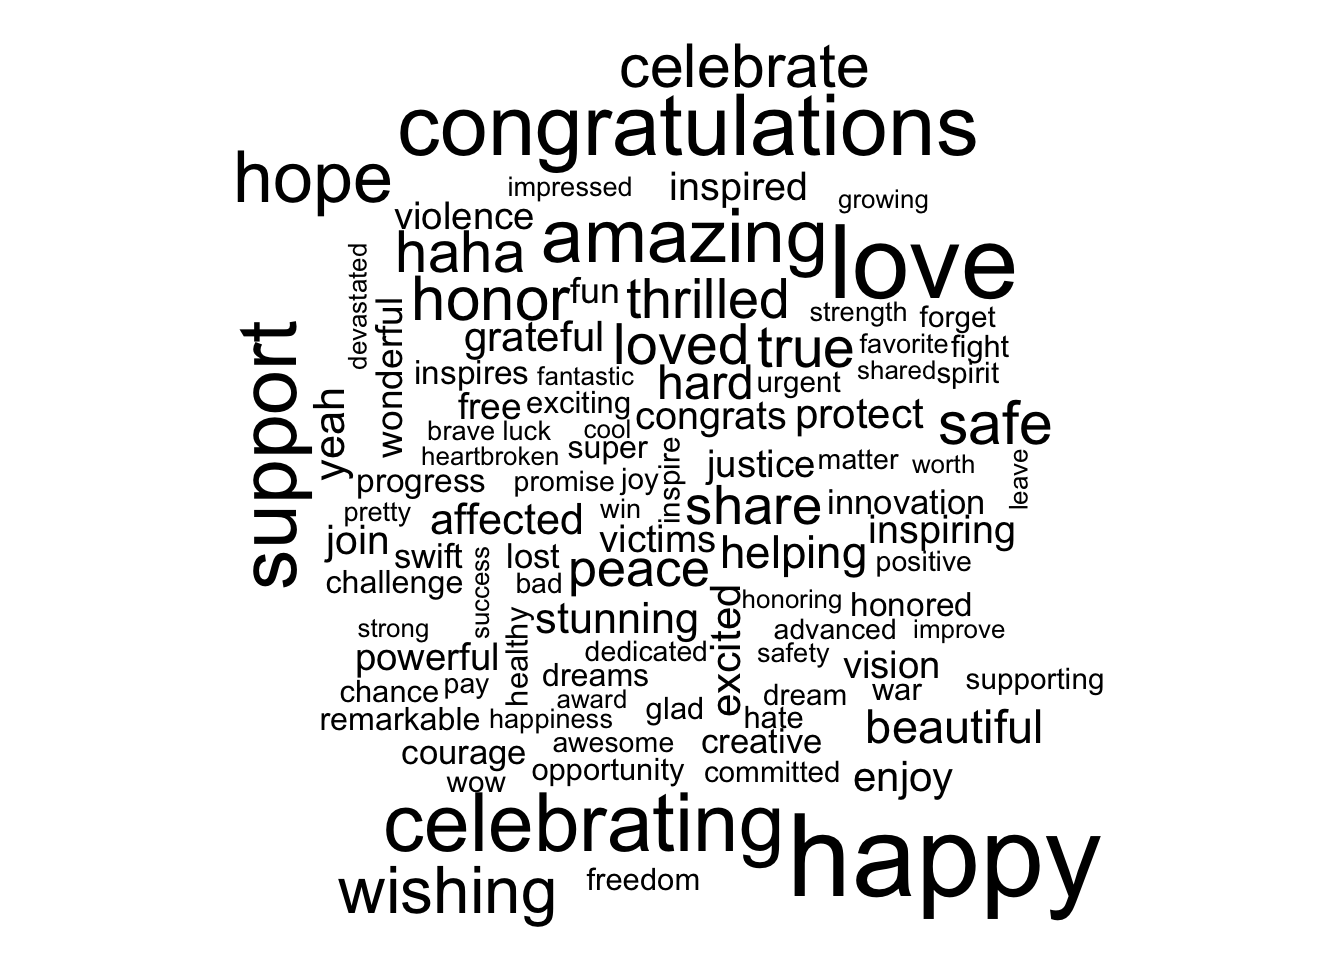 celebrate
congratulations
hope
impressed inspired growing
violence amazing love
haha
devastated
honor fun thrilled strength forget
wonderful
support
grateful loved true favorite fight
inspires fantastic hard urgent shared spirit
yeah
free exciting congrats protect safe
brave luck cool super
heartbroken inspire justice matter worth leave
progress promise joy
share innovation
pretty affected win
inspiring
join swift lost victims helping positive
peace
challenge success bad
healthy stunning excited honoring honored
strong advanced improve
powerful dedicated safety vision
dreams supporting
chance pay award dream war
remarkable happiness glad hate beautiful
courage awesome creative
wow opportunity committed enjoy
celebrating happy
wishing freedom